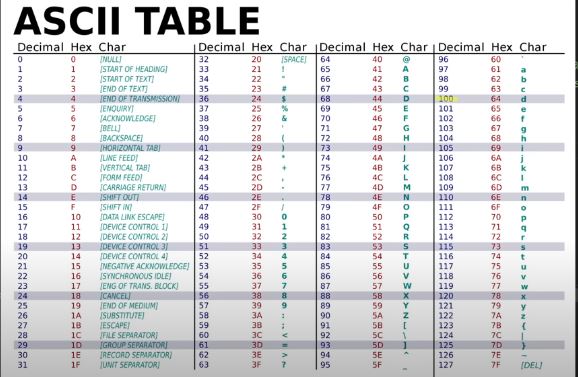 ASCII TABLE
Decimal Hex Char Decimal Hex Char Decimal Hex Char Decimal Hex Char
0 0 [NULL] 32 20 [SPACE] 64 40 @ 96 60 `
1 1 [START OF HEADING] 33 21 ! 65 41 A 97 61 a
2 2 [START OF TEXT] 34 22 " 66 42 B 98 62 b
3 3 [END OF TEXT] 35 23 # 67 43 C 99 63 c
4 4 [END OF TRANSMISSION] 36 24 $ 68 44 D 100 64 d
5 5 [ENQUIRY] 37 25 % 69 45 E 101 65 e
6 6 [ACKNOWLEDGE] 38 26 & 70 46 F 102 66 f
7 7 [BELL] 39 27 ' 71 47 G 103 67 g
8 8 [BACKSPACE] 40 28 ( 72 48 H 104 68 h
9 9 [HORIZONTAL TAB] 41 29 ) 73 49 I 105 69 i
10 A [LINE FEED] 42 2A * 74 4A J 106 6A j
11 B [VERTICAL TAB] 43 2B + 75 4B K 107 6B k
12 C [FORM FEED] 44 2C , 76 4C L 108 6C l
13 D [CARRIAGE RETURN] 45 2D - 77 4D M 109 6D m
14 E [SHIFT OUT] 46 2E . 78 4E N 110 6E n
15 F [SHIFT IN] 47 2F / 79 4F O 111 6F o
16 10 [DATA LINK ESCAPE] 48 30 0 80 50 P 112 70 p
17 11 [DEVICE CONTROL 1] 49 31 1 81 51 Q 113 71 q
18 12 [DEVICE CONTROL 2] 50 32 2 82 52 R 114 72 r
19 13 [DEVICE CONTROL 3] 51 33 3 83 53 S 115 73 s
20 14 [DEVICE CONTROL 4] 52 34 4 84 54 T 116 74 t
21 15 [NEGATIVE ACKNOWLEDGE] 53 35 5 85 55 U 117 75 u
22 16 [SYNCHRONOUS IDLE] 54 36 6 86 56 V 118 76 v
23 17 [ENG OF TRANS. BLOCK] 55 37 7 87 57 W 119 77 w
24 18 [CANCEL] 56 38 8 88 58 X 120 78 x
25 19 [END OF MEDIUM] 57 39 9 89 59 Y 121 79 y
26 1A [SUBSTITUTE] 58 3A : 90 5A Z 122 7A z
27 1B [ESCAPE] 59 3B ; 91 5B [ 123 7B {
28 1C [FILE SEPARATOR] 60 3C < 92 5C \ 124 7C |
29 1D [GROUP SEPARATOR] 61 3D = 93 5D ] 125 7D }
30 1E [RECORD SEPARATOR] 62 3E > 94 5E ^ 126 7E ~
31 1F [UNIT SEPARATOR] 63 3F ? 95 5F _ 127 7F [DEL]